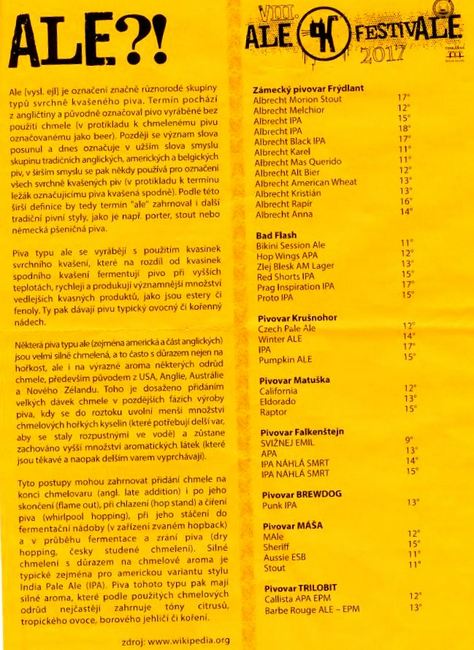 ALE?!
Ale [vysl. ejl] je označení značně různorodé skupiny
typů svrchně kvašeného piva. Termín pochází
z angličtiny a původně označoval pivo vyráběné bez
použití chmele (v protikladu k chmelenému pivu
označovanému jako beer). Později se význam slova
posunul a dnes označuje v užším slova smyslu
skupinu tradičních anglických, amerických a belgických
piv, v širším smyslu se pak někdy používá pro označení
všech svrchně kvašených piv (v protikladu k termínu
ležák označujícímu piva kvašená spodně). Podle této
širší definice by tedy termín "ale" zahrnoval i další
tradiční pivní styly, jako je např. porter, stout nebo
německá pšeničná piva.
Piva typu ale se vyrábějí s použitím kvasinek
svrchního kvašení, které na rozdíl od kvasinek
spodního kvašení fermentují pivo při vyšších
teplotách, rychleji a produkují významnější množství
vedlejších kvasných produktů, jako jsou estery či
fenoly. Ty pak dávají pivu typický ovocný či kořenný
nádech.
Některá piva typu ale (zejména americká a část anglických)
jsou velmi silně chmelená, a to často s důrazem nejen na
hořkost, ale i na výrazné aroma některých odrůd
chmele, především původem z USA, Anglie, Austrálie
a Nového Zélandu. Toho je dosaženo přidáním
velkých dávek chmele v pozdějších fázích výroby
piva, kdy se do roztoku uvolní menší množství
chmelových hořkých kyselin (které potřebují delší var,
aby se staly rozpustnými ve vodě) a zůstane
zachováno vyšší množství aromatických látek (které
jsou těkavé a naopak delším varem vyprchávají).
Tyto postupy mohou zahrnovat přidání chmele na
konci chmelovaru (angl. late addition) i po jeho
skončení (flame out), při chlazení (hop stand) a čiření
piva (whirlpool hopping), při jeho stáčení do
fermentační nádoby (v zařízení zvaném hopback)
a v průběhu fermentace a zrání piva (dry
hopping, česky studené chmelení). Silné
chmelení s důrazem na chmelové aroma je
typické zejména pro americkou variantu stylu
India Pale Ale (IPA). Piva tohoto typu pak mají
silné aroma, které podle použitých chmelových
odrůd nejčastěji zahrnuje tóny citrusů,
tropického ovoce, borového jehličí či koření.
zdroj: www.wikipedia.org
VIII.
ALE FESTIVALE
2017
Zámecký pivovar Frýdlant
Albrecht Morion Stout 17°
Albrecht Melchior 12°
Albrecht IPA 15°
Albrecht IPA 18°
Albrecht Black IPA 17°
Albrecht Karel 11°
Albrecht Mas Querido 11°
Albrecht Alt Bier 12°
Albrecht American Wheat 13°
Albrecht Kristián 13°
Albrecht Rapir 16°
Albrecht Anna 14°
Bad Flash
Bikini Session Ale 11°
Hop Wings APA 12°
Zlej Blesk AM Lager 13°
Red Shorts IPA 15°
Prag Inspiration IPA 17°
Proto IPA 15°
Pivovar Krušnohor
Czech Pale Ale 12°
Winter ALE 14°
IPA 17°
Pumpkin ALE 15°
Pivovar Matuška
California 12°
Eldorado 13°
Raptor 15°
Pivovar Falkenštejn
SVIŽNEJ EMIL 9°
APA 13°
IPA NÁHLÁ SMRT 14°
IPA NÁHLÁ SMRT 15°
Pivovar BREWDOG
Punk IPA 13°
Pivovar MÁŠA
MAle 12°
Sheriff 15°
Aussie ESB 11°
Stout 11°
Pivovar TRILOBIT
Callista APA EPM 12°
Barbe Rouge ALE – EPM 13°